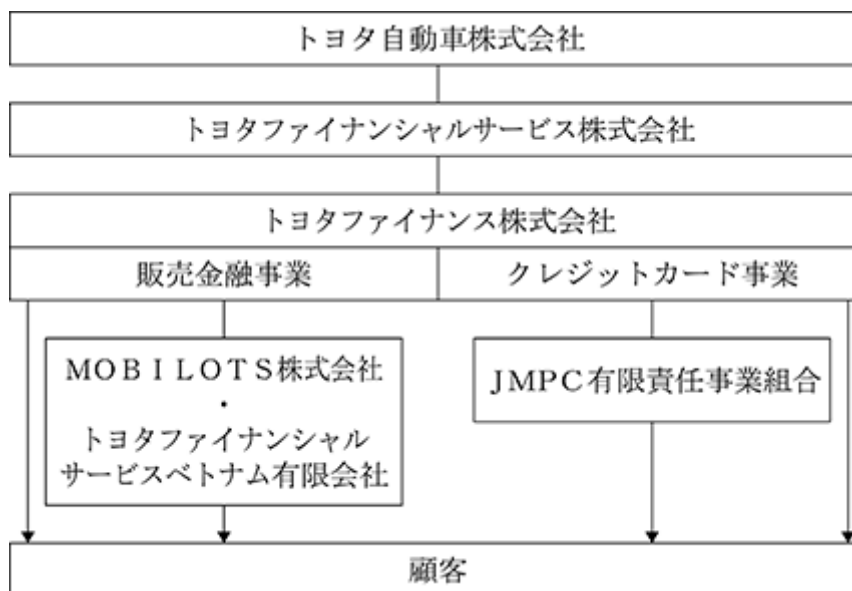 トヨタ自動車株式会社
トヨタファイナンシャルサービス株式会社
トヨタファイナンス株式会社
販売金融事業
クレジットカード事業
ＭＯＢＩＬＯＴＳ株式会社
・
トヨタファイナンシャル
サービスベトナム有限会社
ＪＭＰＣ有限責任事業組合
顧客